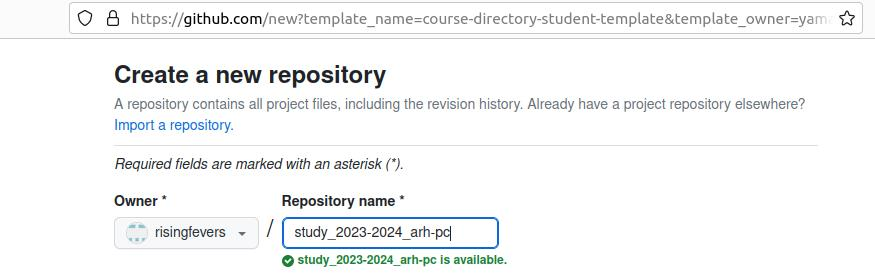 https://github.com/new?template_name=course-directory-student-template&template_owner=yam
Create a new repository
A repository contains all project files, including the revision history. Already have a project repository elsewhere?
Import a repository.
Required fields are marked with an asterisk (*).
Owner * Repository name *
risingfevers / study_2023-2024_arh-pc
study_2023-2024_arh-pc is available.